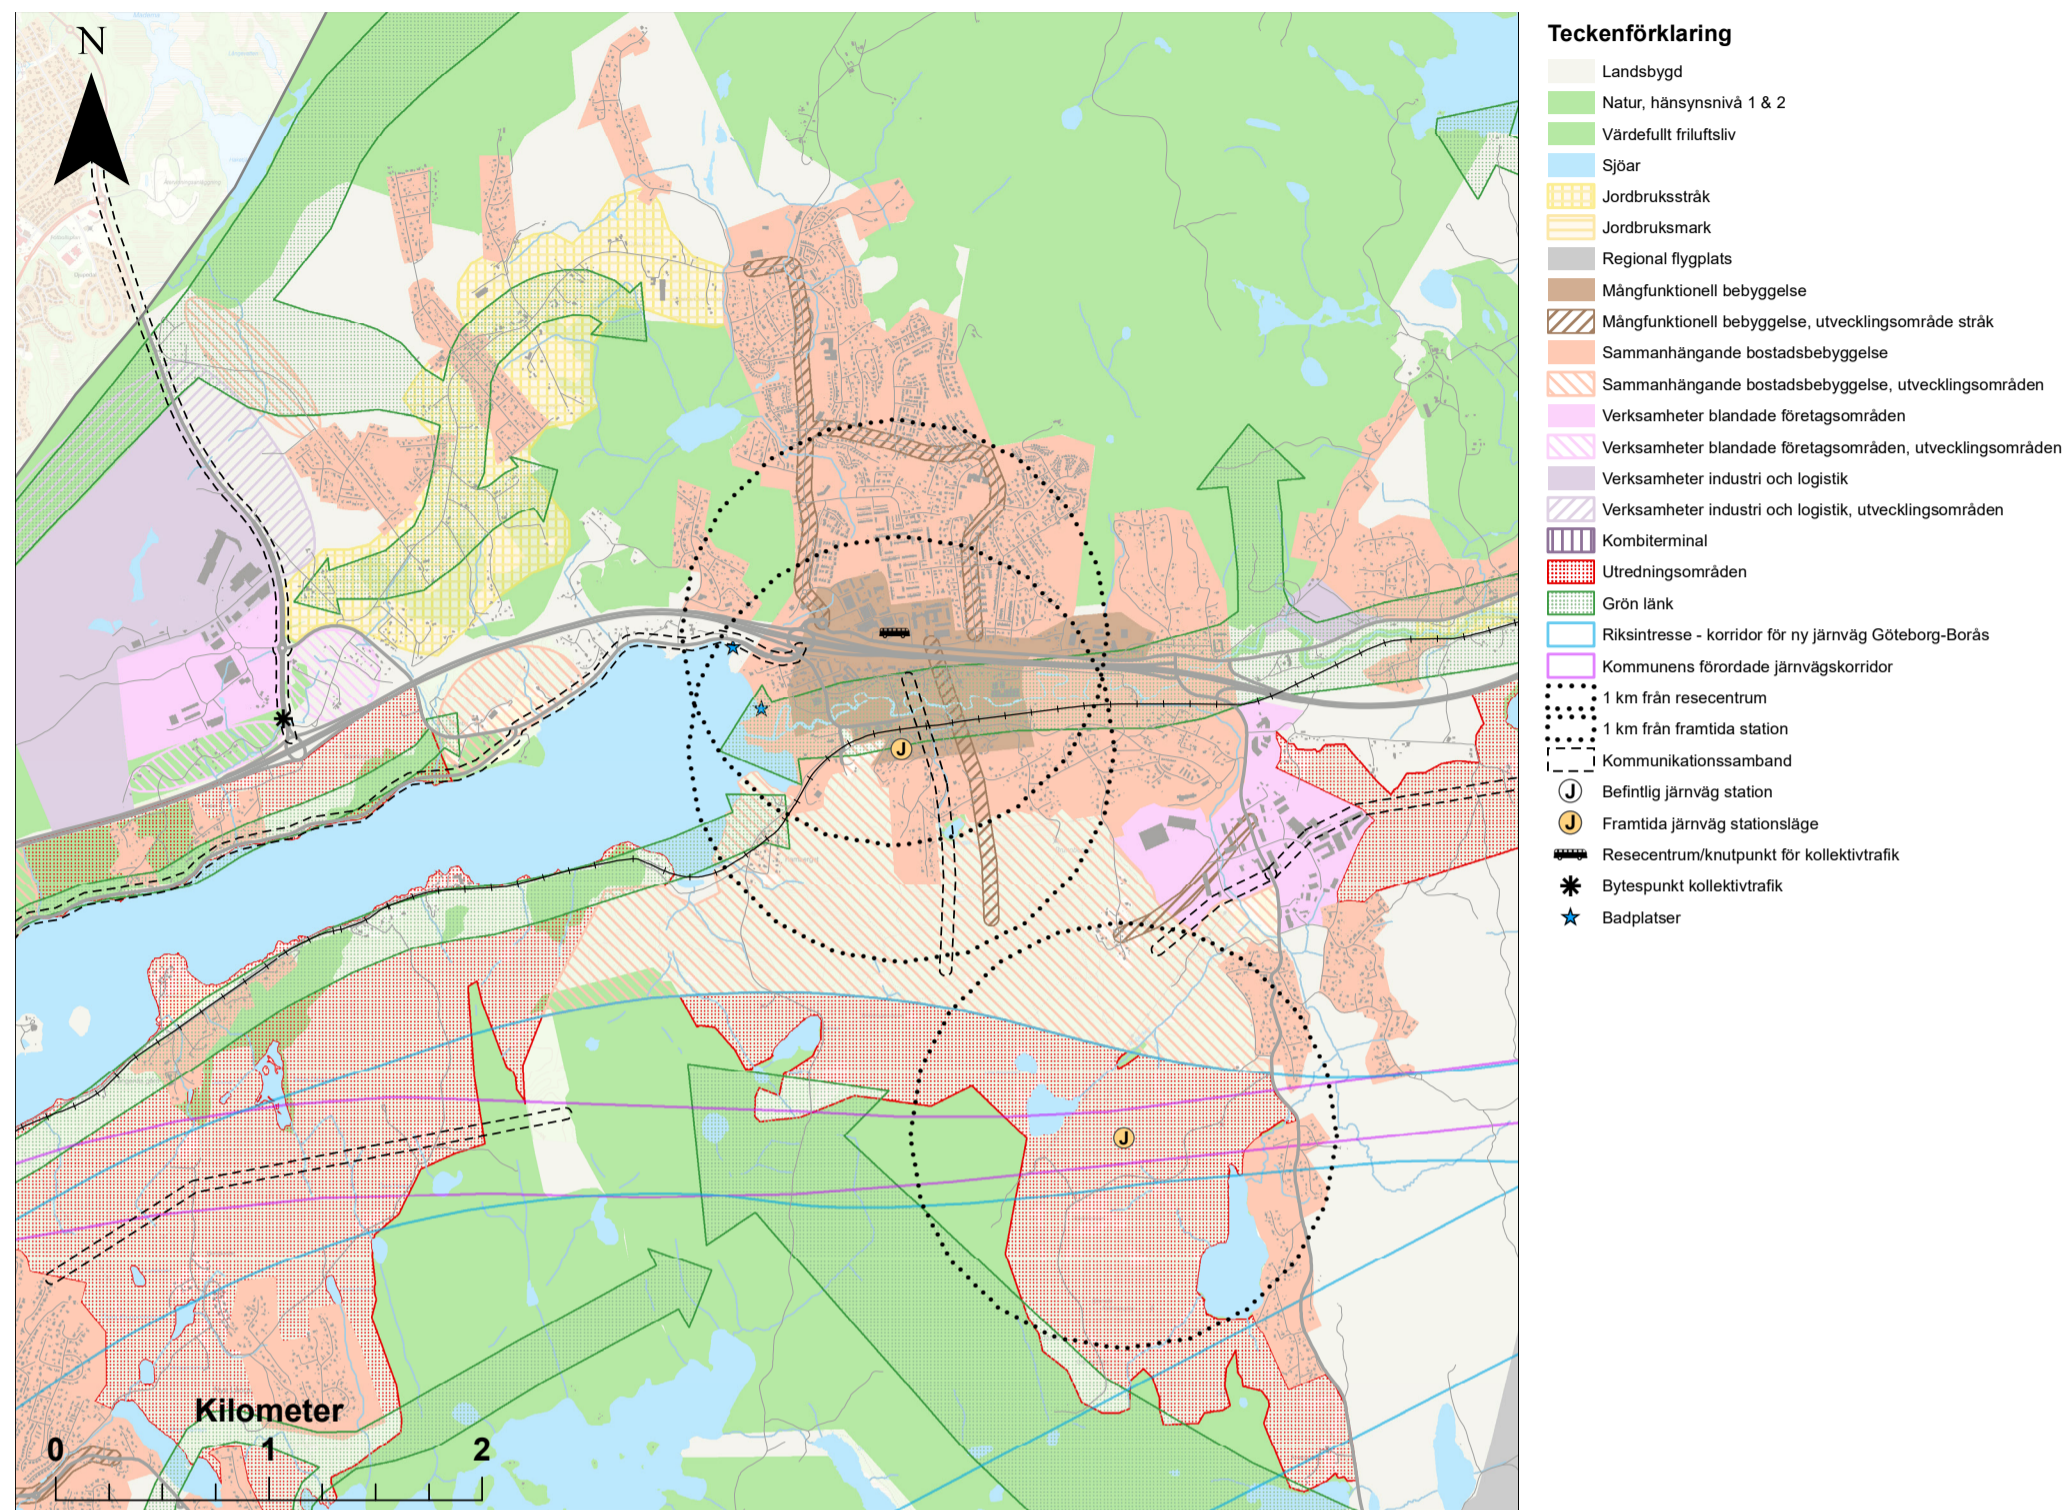 N
Teckenförklaring
Landsbygd
Natur, hänsynsnivå 1 & 2
Värdefullt friluftsliv
Sjöar
Jordbruksstråk
Jordbruksmark
Regional flygplats
Mångfunktionell bebyggelse
Mångfunktionell bebyggelse, utvecklingsområde stråk
Sammanhängande bostadsbebyggelse
Sammanhängande bostadsbebyggelse, utvecklingsområden
Verksamheter blandade företagsområden
Verksamheter blandade företagsområden, utvecklingsområden
Verksamheter industri och logistik
Verksamheter industri och logistik, utvecklingsområden
Kombiterminal
Utredningsområden
Grön länk
Riksintresse - korridor för ny järnväg Göteborg-Borås
Kommunens förordade järnvägskorridor
1 km från resecentrum
1 km från framtida station
Kommunikationssamband
J Befintlig järnväg station
J Framtida järnväg stationsläge
Resecentrum/knutpunkt för kollektivtrafik
Bytespunkt kollektivtrafik
Badplatser
J
J
Kilometer
0 1 2